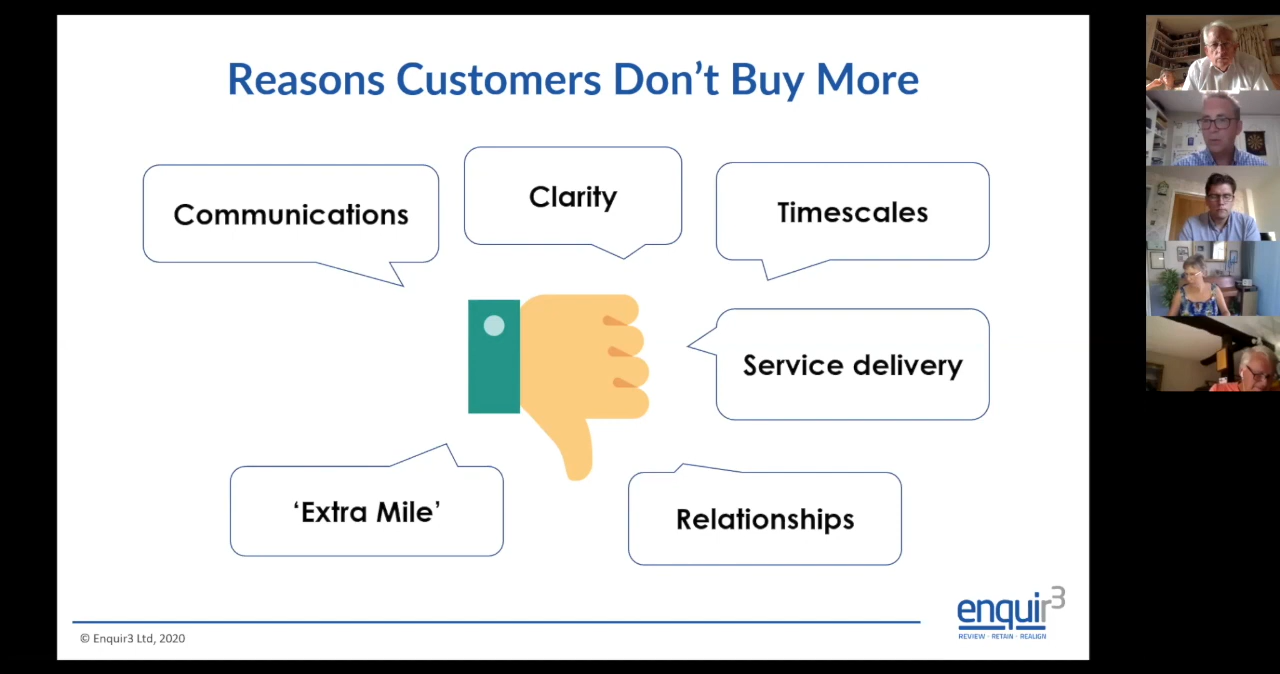 Reasons Customers Don’t Buy More
Communications
Clarity
Timescales
Service delivery
‘Extra Mile’
Relationships
© Enquir3 Ltd, 2020
enquir3
REVIEW · RETAIN · REALIGN